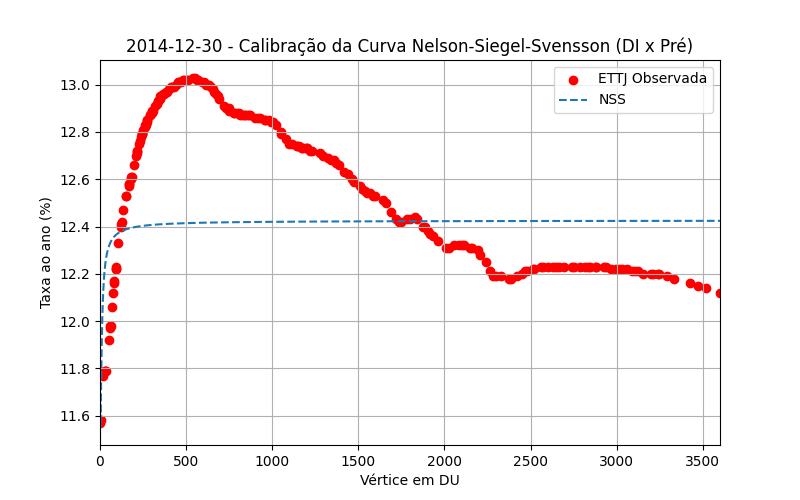 2014-12-30 - Calibração da Curva Nelson-Siegel-Svensson (DI x Pré)
ETTJ Observada
NSS
Taxa ao ano (%)
13.0
12.8
12.6
12.4
12.2
12.0
11.8
11.6
0 500 1000 1500 2000 2500 3000 3500
Vértice em DU